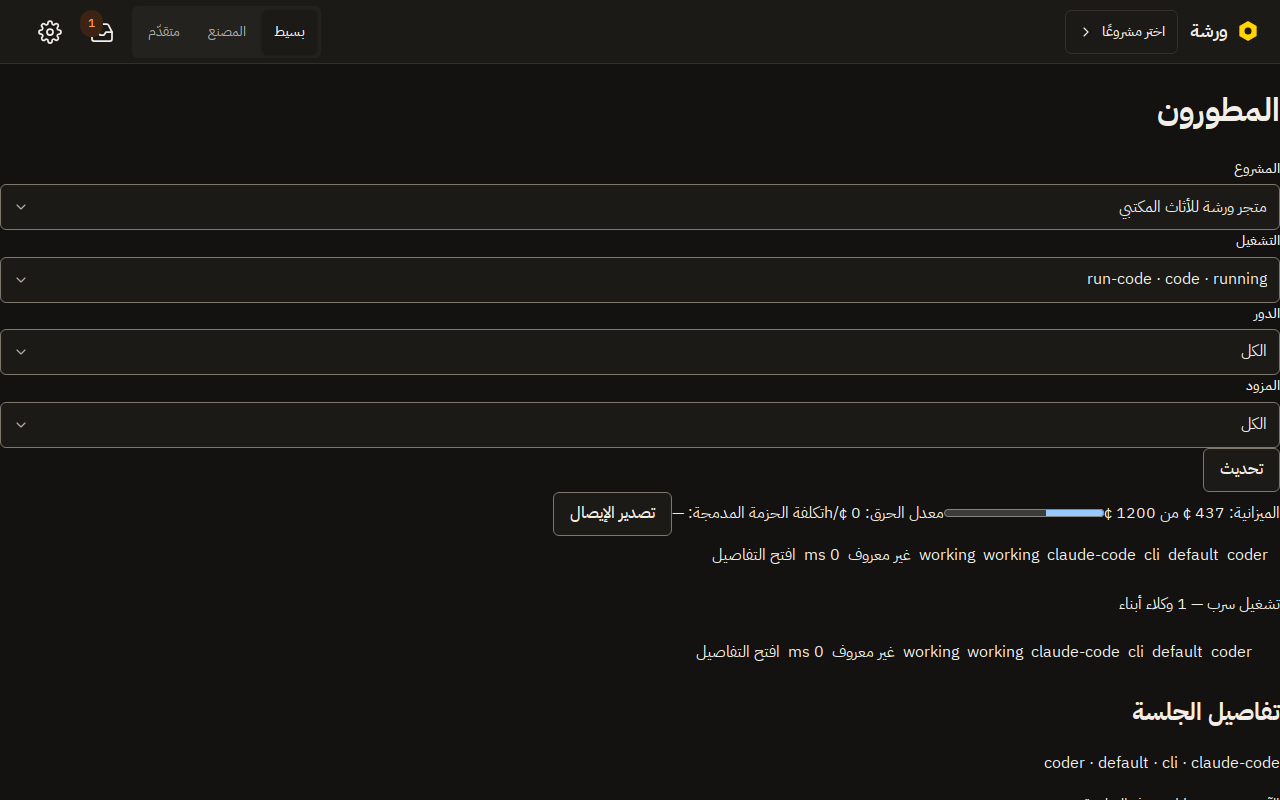 ورشة
اختر مشروعًا
بسيط
المصنع
متقدّم
1
المطورون
المشروع
متجر ورشة للأثاث المكتبي
التشغيل
run-code · code · running
الدور
الكل
المزود
الكل
تحديث
الميزانية: 437 ¢ من 1200 ¢ معدل الحرق: 0 ¢/h تكلفة الحزمة المدمجة: — تصدير الإيصال
coder default cli claude-code working working غير معروف 0 ms افتح التفاصيل
تشغيل سرب — 1 وكلاء أبناء
coder default cli claude-code working working غير معروف 0 ms افتح التفاصيل
تفاصيل الجلسة
coder · default · cli · claude-code